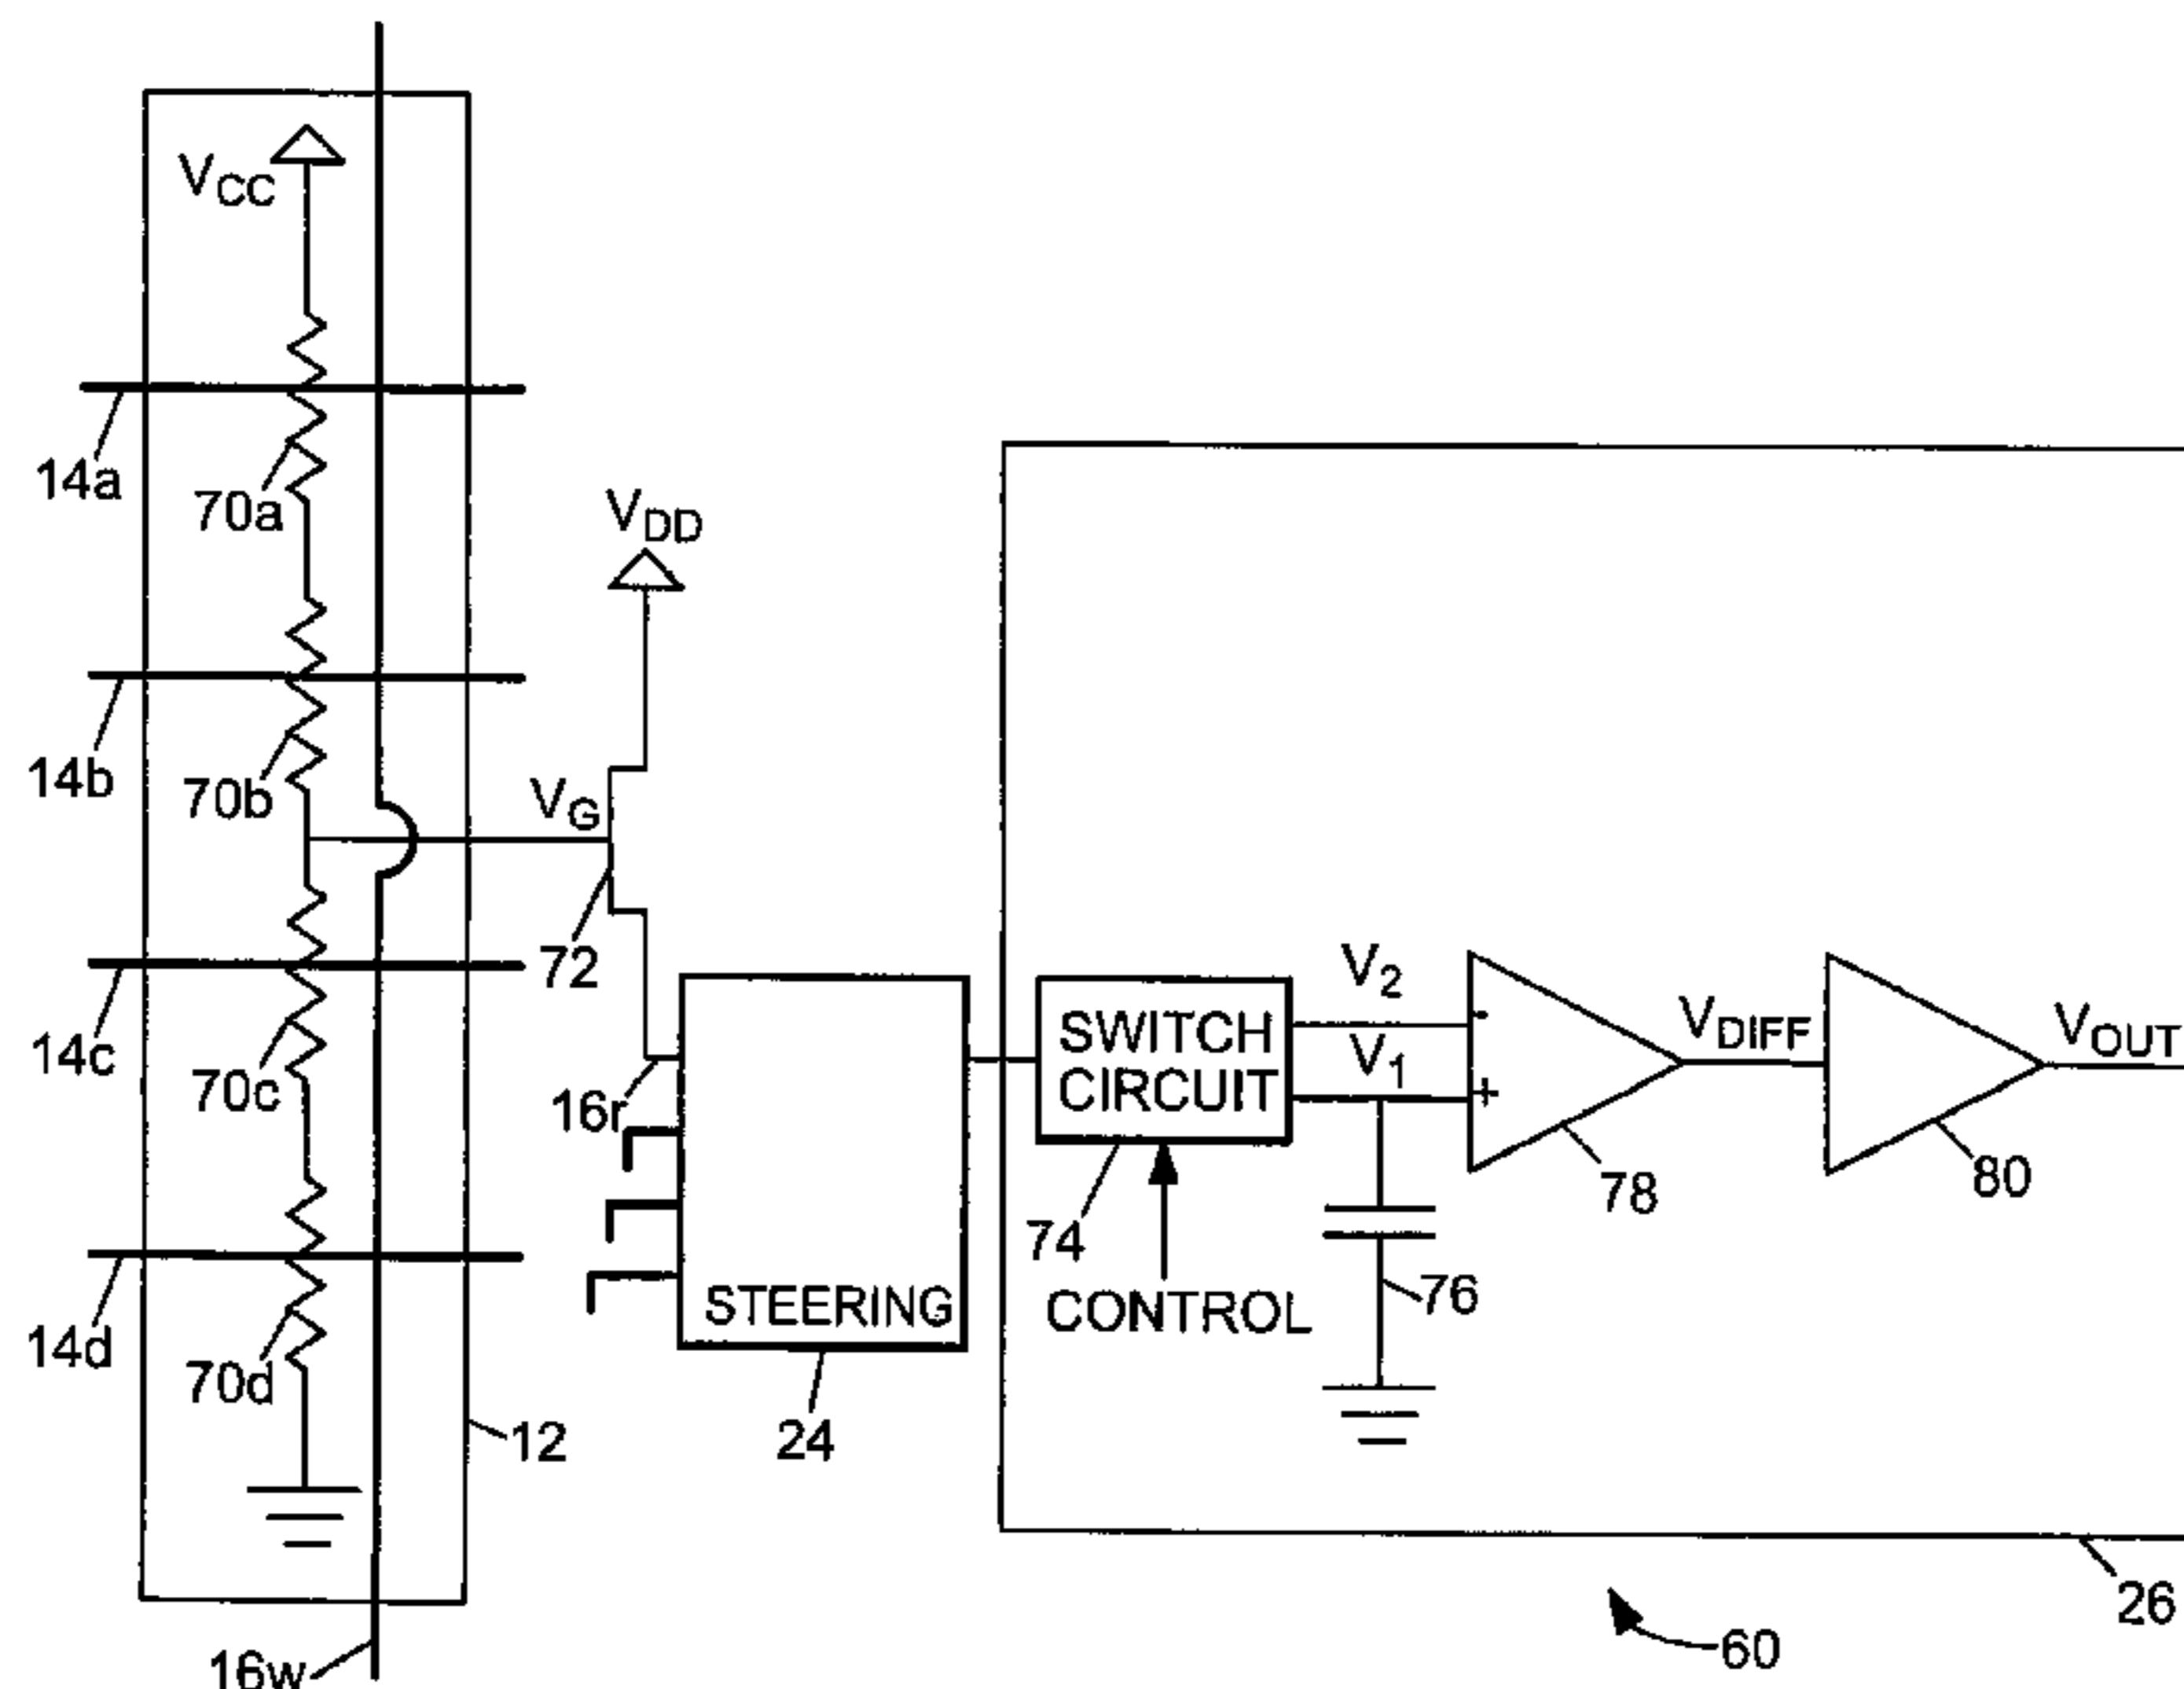 VCC
14a
70a
VDD
14b
70b
VG
72
14c
70c
16r
SWITCH
CIRCUIT
V2
V1
-
+
VDIFF
VOUT
78
80
74
CONTROL
76
STEERING
24
14d
70d
12
16w
60
26